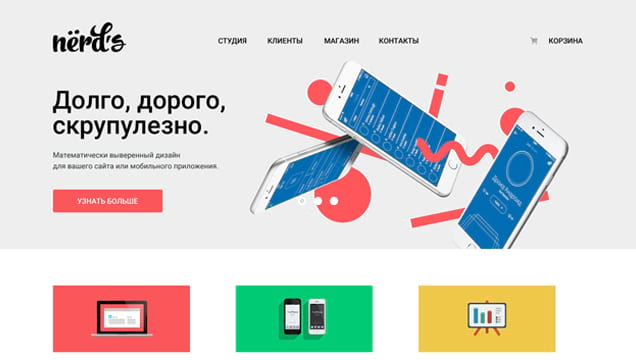 nërd's
СТУДИЯ
КЛИЕНТЫ
МАГАЗИН
КОНТАКТЫ
КОРЗИНА
Долго, дорого,
скрупулезно.
Математически выверенный дизайн
для вашего сайта или мобильного приложения.
УЗНАТЬ БОЛЬШЕ